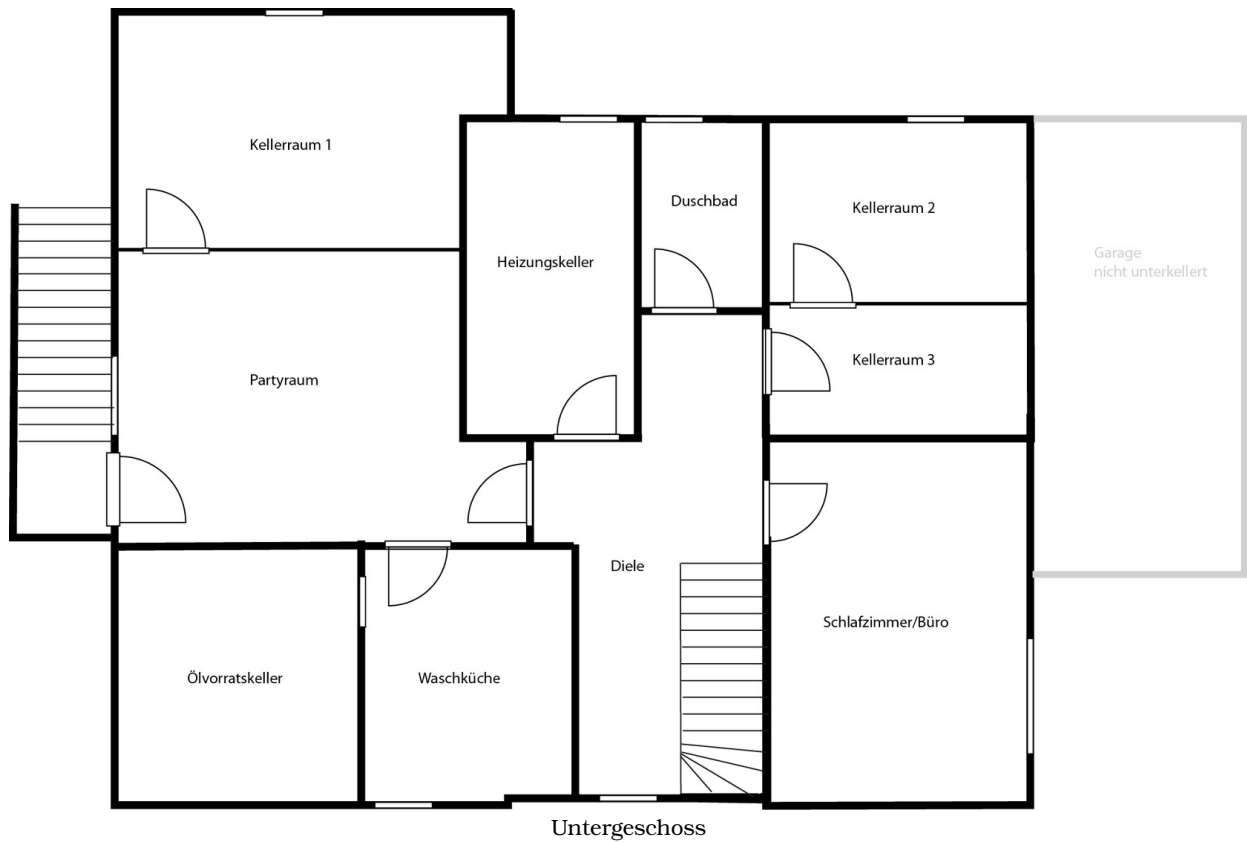 Kellerraum 1
Duschbad
Kellerraum 2
Heizungskeller
Garage
nicht unterkellert
Kellerraum 3
Partyraum
Diele
Schlafzimmer/Büro
Ölvorratskeller
Waschküche
Untergeschoss